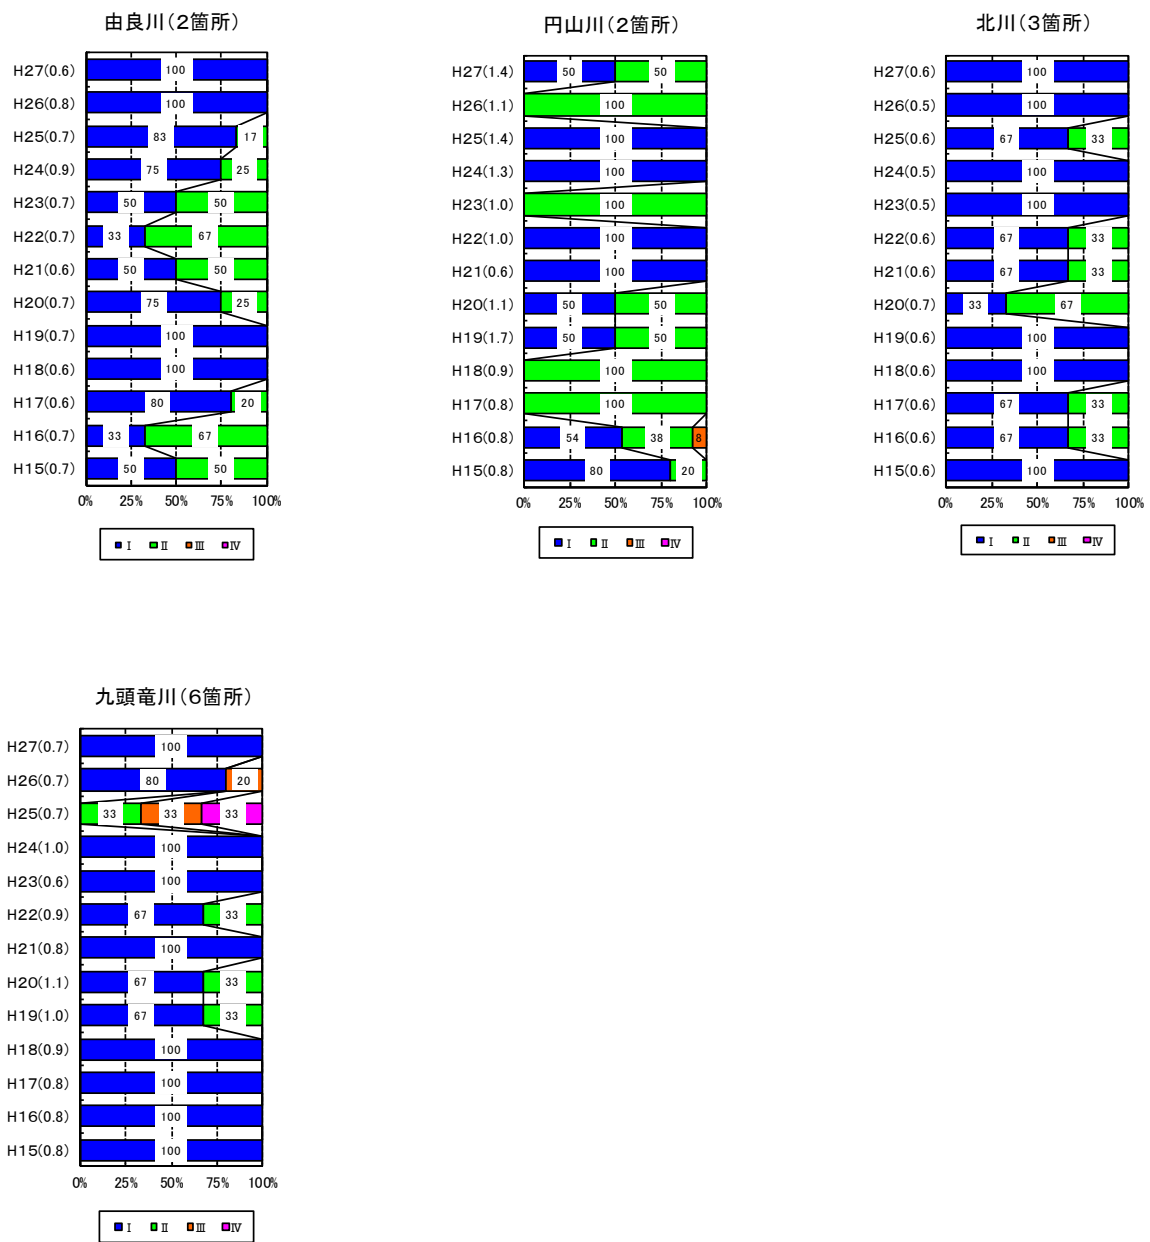 由良川(2箇所)
H27(0.6) 100
H26(0.8) 100
H25(0.7) 83 17
H24(0.9) 75 25
H23(0.7) 50 50
H22(0.7) 33 67
H21(0.6) 50 50
H20(0.7) 75 25
H19(0.7) 100
H18(0.6) 100
H17(0.6) 80 20
H16(0.7) 33 67
H15(0.7) 50 50
0% 25% 50% 75% 100%
Ⅰ Ⅱ Ⅲ Ⅳ
円山川(2箇所)
H27(1.4) 50 50
H26(1.1) 100
H25(1.4) 100
H24(1.3) 100
H23(1.0) 100
H22(1.0) 100
H21(0.6) 100
H20(1.1) 50 50
H19(1.7) 50 50
H18(0.9) 100
H17(0.8) 100
H16(0.8) 54 38 8
H15(0.8) 80 20
0% 25% 50% 75% 100%
Ⅰ Ⅱ Ⅲ Ⅳ
北川(3箇所)
H27(0.6) 100
H26(0.5) 100
H25(0.6) 67 33
H24(0.5) 100
H23(0.5) 100
H22(0.6) 67 33
H21(0.6) 67 33
H20(0.7) 33 67
H19(0.6) 100
H18(0.6) 100
H17(0.6) 67 33
H16(0.6) 67 33
H15(0.6) 100
0% 25% 50% 75% 100%
Ⅰ Ⅱ Ⅲ Ⅳ
九頭竜川(6箇所)
H27(0.7) 100
H26(0.7) 80 20
H25(0.7) 33 33 33
H24(1.0) 100
H23(0.6) 100
H22(0.9) 67 33
H21(0.8) 100
H20(1.1) 67 33
H19(1.0) 67 33
H18(0.9) 100
H17(0.8) 100
H16(0.8) 100
H15(0.8) 100
0% 25% 50% 75% 100%
Ⅰ Ⅱ Ⅲ Ⅳ